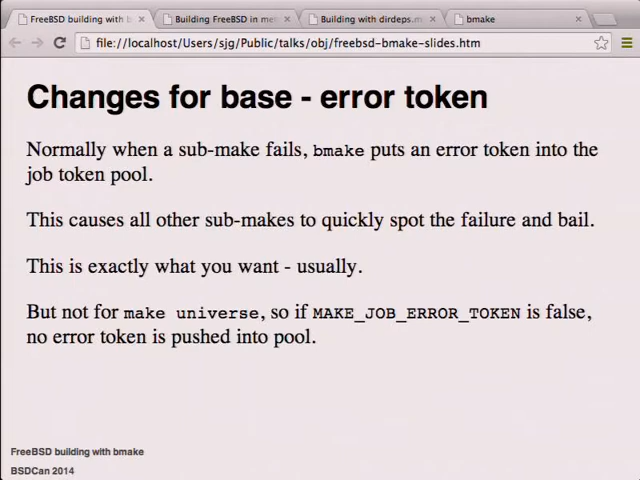 FreeBSD building with b
Building FreeBSD in met
Building with dirdeps.m
bmake
file://localhost/Users/sjg/Public/talks/obj/freebsd-bmake-slides.htm
Changes for base - error token
Normally when a sub-make fails, bmake puts an error token into the
job token pool.
This causes all other sub-makes to quickly spot the failure and bail.
This is exactly what you want - usually.
But not for make universe, so if MAKE_JOB_ERROR_TOKEN is false,
no error token is pushed into pool.
FreeBSD building with bmake
BSDCan 2014